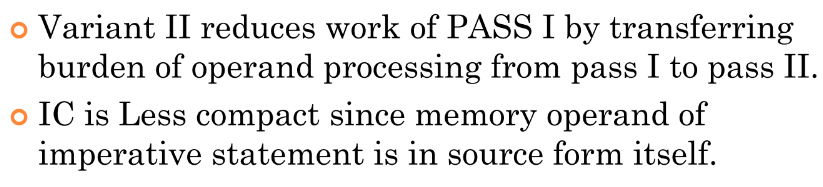 Variant II reduces work of PASS I by transferring
burden of operand processing from pass I to pass II.
IC is Less compact since memory operand of
imperative statement is in source form itself.